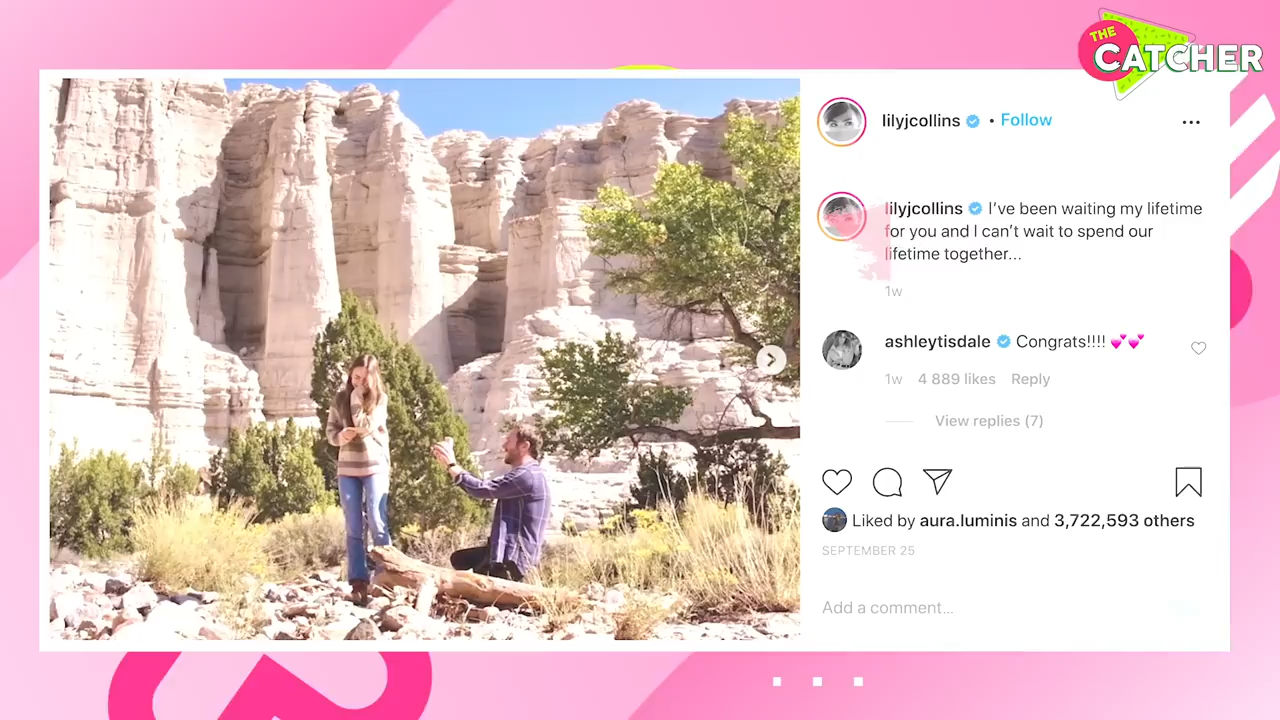 THE
CATCHER
lilyjcollins • Follow
lilyjcollins I've been waiting my lifetime
for you and I can't wait to spend our
lifetime together...
1w
ashleytisdale Congrats!!!! 💕💕
1w 4 889 likes Reply
View replies (7)
Liked by aura.luminis and 3,722,593 others
SEPTEMBER 25
Add a comment...